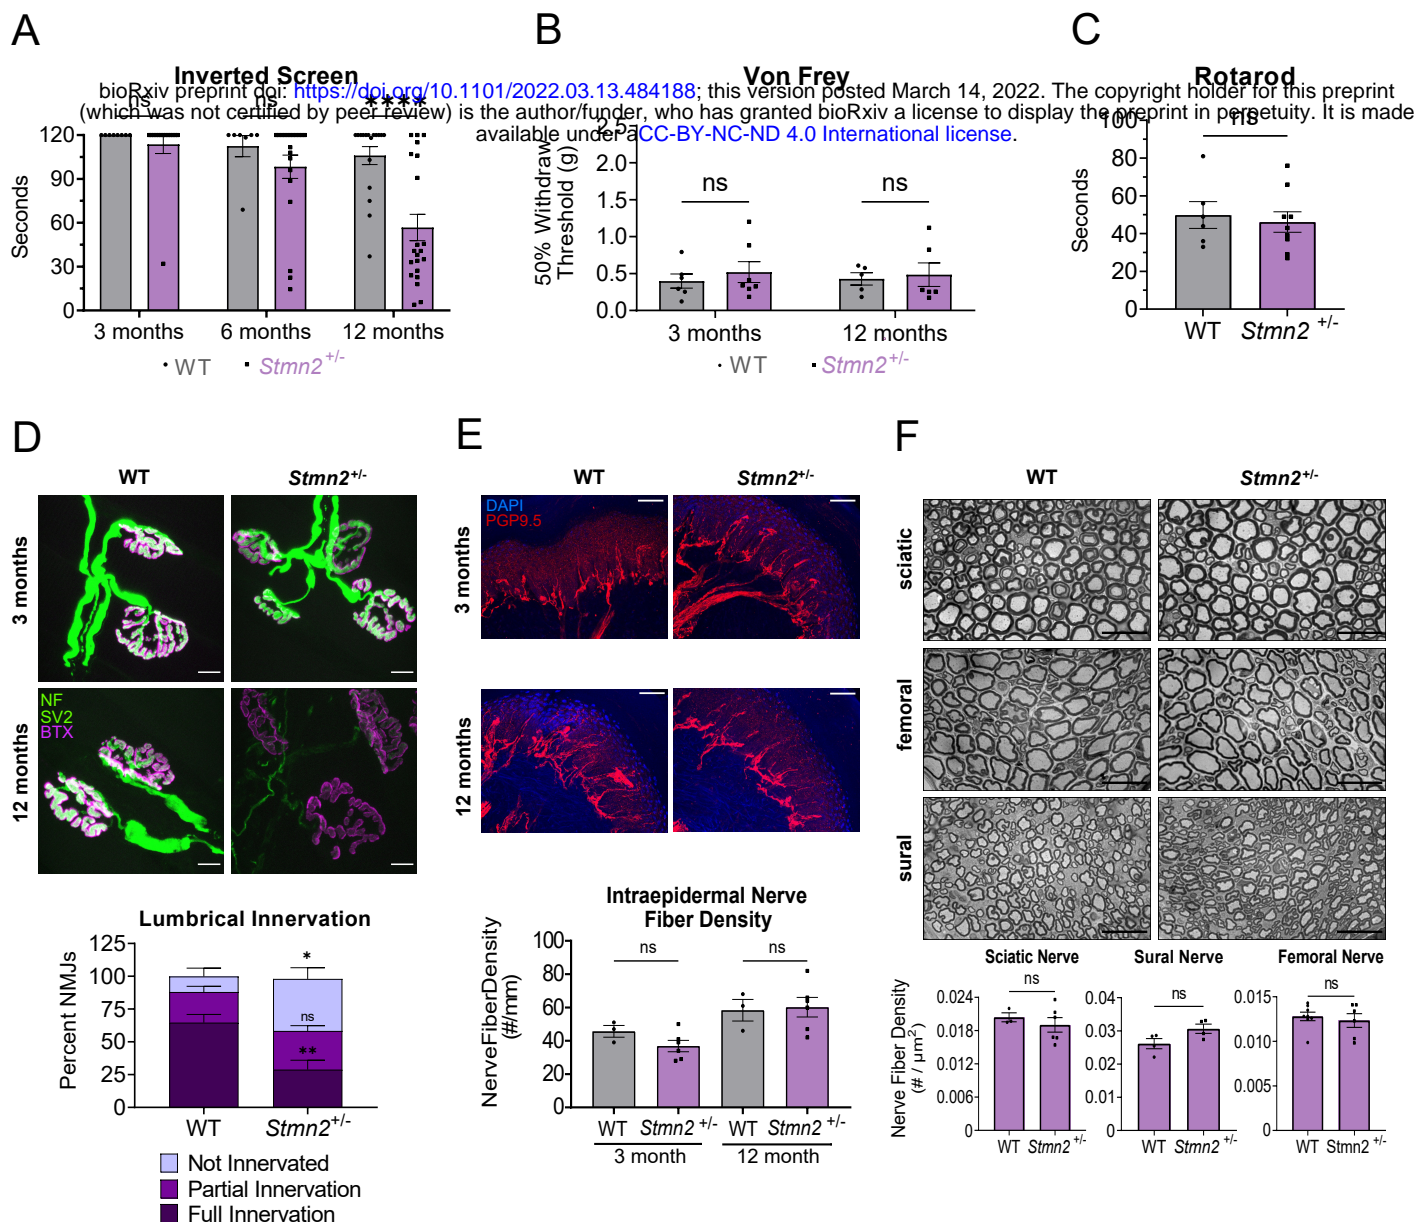 A
B
C
Inverted Screen
Von Frey
Rotarod
bioRxiv preprint doi: https://doi.org/10.1101/2022.03.13.484188; this version posted March 14, 2022. The copyright holder for this preprint
(which was not certified by peer review) is the author/funder, who has granted bioRxiv a license to display the preprint in perpetuity. It is made
available under aCC-BY-NC-ND 4.0 International license.
ns
ns
****
Seconds
120
90
60
30
0
3 months
6 months
12 months
WT
Stmn2+/-
50% Withdraw
Threshold (g)
2.5
2.0
1.5
1.0
0.5
0.0
ns
ns
3 months
12 months
WT
Stmn2+/-
Seconds
100
80
60
40
20
0
ns
WT
Stmn2 +/-
D
WT
Stmn2+/-
3 months
12 months
NF
SV2
BTX
Lumbrical Innervation
Percent NMJs
125
100
75
50
25
0
*
ns
**
WT
Stmn2+/-
Not Innervated
Partial Innervation
Full Innervation
E
WT
Stmn2+/-
3 months
12 months
DAPI
PGP9.5
Intraepidermal Nerve
Fiber Density
NerveFiberDensity
(#/mm)
100
80
60
40
20
0
ns
ns
WT
Stmn2 +/-
WT
Stmn2 +/-
3 month
12 month
F
WT
Stmn2+/-
sciatic
femoral
sural
Sciatic Nerve
Sural Nerve
Femoral Nerve
Nerve Fiber Density
(# / µm2)
0.024
0.018
0.012
0.006
0
ns
WT
Stmn2 +/-
0.04
0.03
0.02
0.01
0
ns
WT
Stmn2 +/-
0.015
0.010
0.005
0
ns
WT
Stmn2 +/-